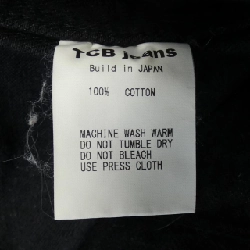 TCB jeans
Build in JAPAN
100% COTTON
MACHINE WASH WARM
DO NOT TUMBLE DRY
DO NOT BLEACH
USE PRESS CLOTH